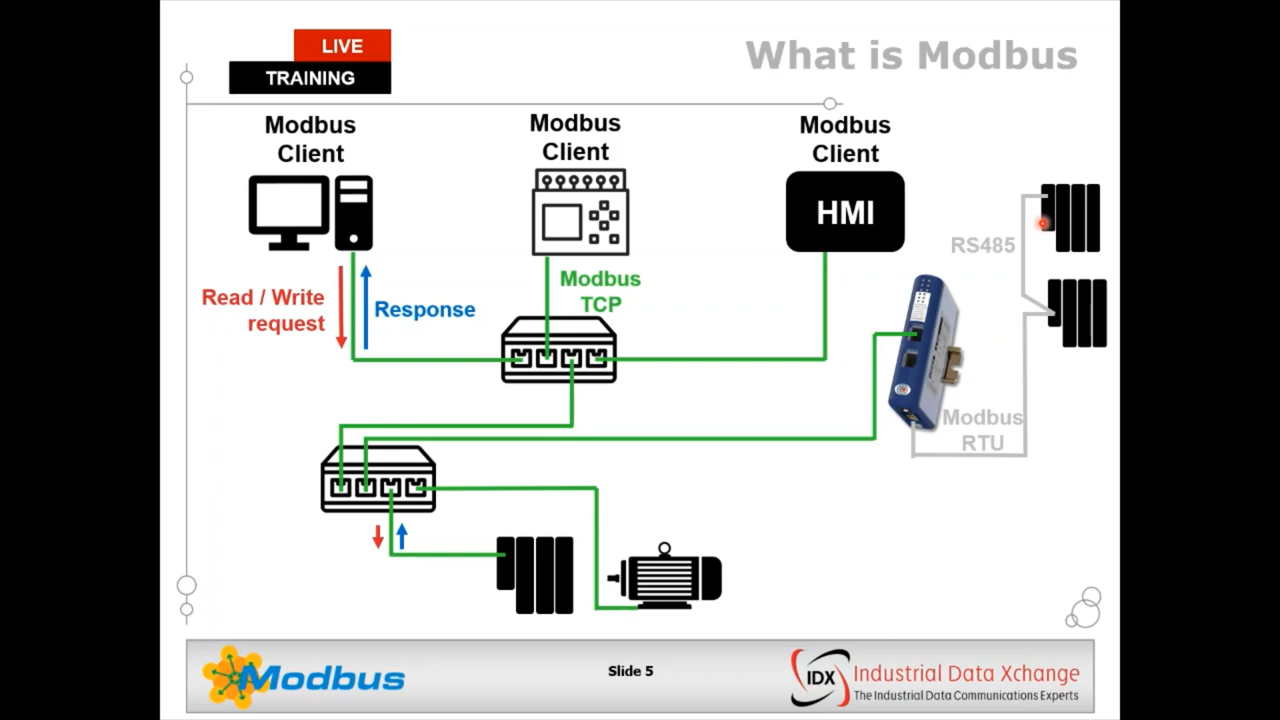 LIVE
TRAINING
What is Modbus
Modbus
Client
Modbus
Client
Modbus
Client
HMI
RS485
Read / Write
request
Response
Modbus
TCP
Modbus
RTU
Modbus
Slide 5
IDX
Industrial Data Xchange
The Industrial Data Communications Experts